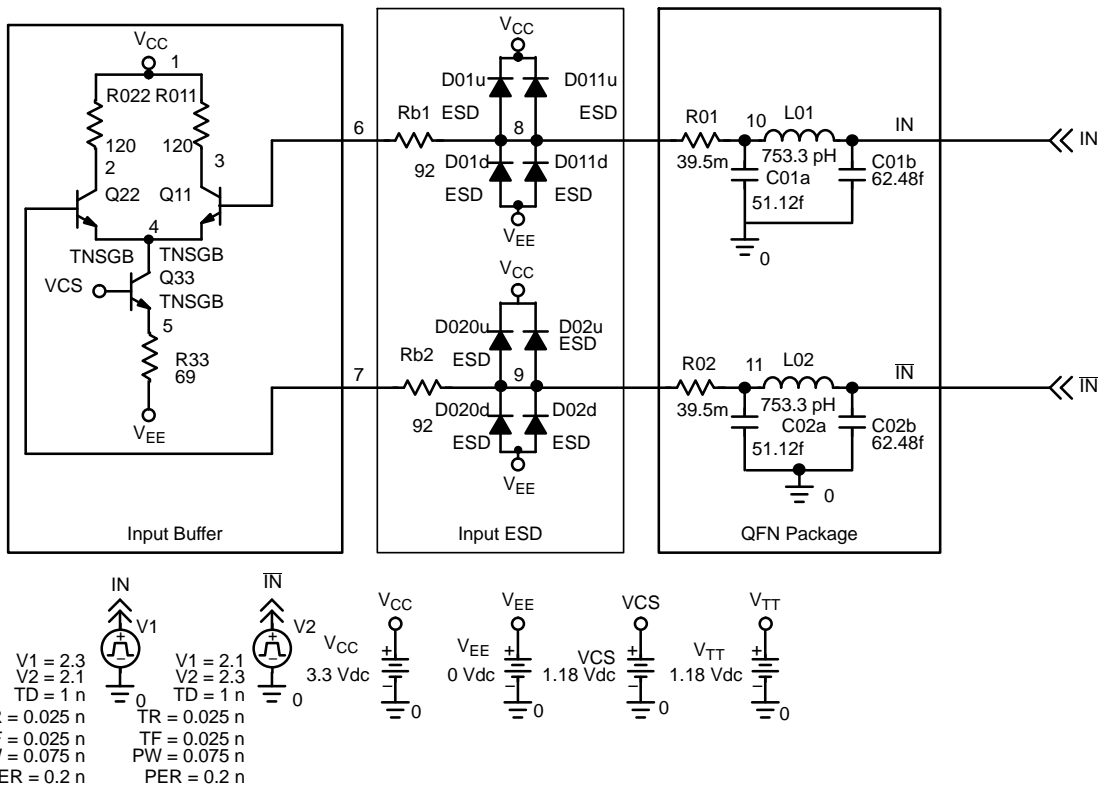 VCC
1
R022 R011
120
120
2
3
Q22
Q11
4
TNSGB
TNSGB
VCS
Q33
TNSGB
5
R33
69
VEE
Input Buffer
6
7
VCC
D01u
D011u
ESD
ESD
Rb1
92
8
D01d
D011d
ESD
ESD
VEE
VCC
D020u
D02u
ESD
ESD
Rb2
92
9
D020d
D02d
ESD
ESD
VEE
Input ESD
R01
39.5m
10
L01
753.3 pH
C01a
51.12f
C01b
62.48f
IN
IN
0
R02
39.5m
11
L02
753.3 pH
C02a
51.12f
C02b
62.48f
I̅N̅
I̅N̅
0
QFN Package
IN
V1
V1 = 2.3
V2 = 2.1
TD = 1 n
R = 0.025 n
F = 0.025 n
W = 0.075 n
ER = 0.2 n
0
I̅N̅
V2
V1 = 2.1
V2 = 2.3
TD = 1 n
TR = 0.025 n
TF = 0.025 n
PW = 0.075 n
PER = 0.2 n
0
VCC
VCC
3.3 Vdc
0
VEE
VEE
0 Vdc
0
VCS
VCS
1.18 Vdc
0
VTT
VTT
1.18 Vdc
0